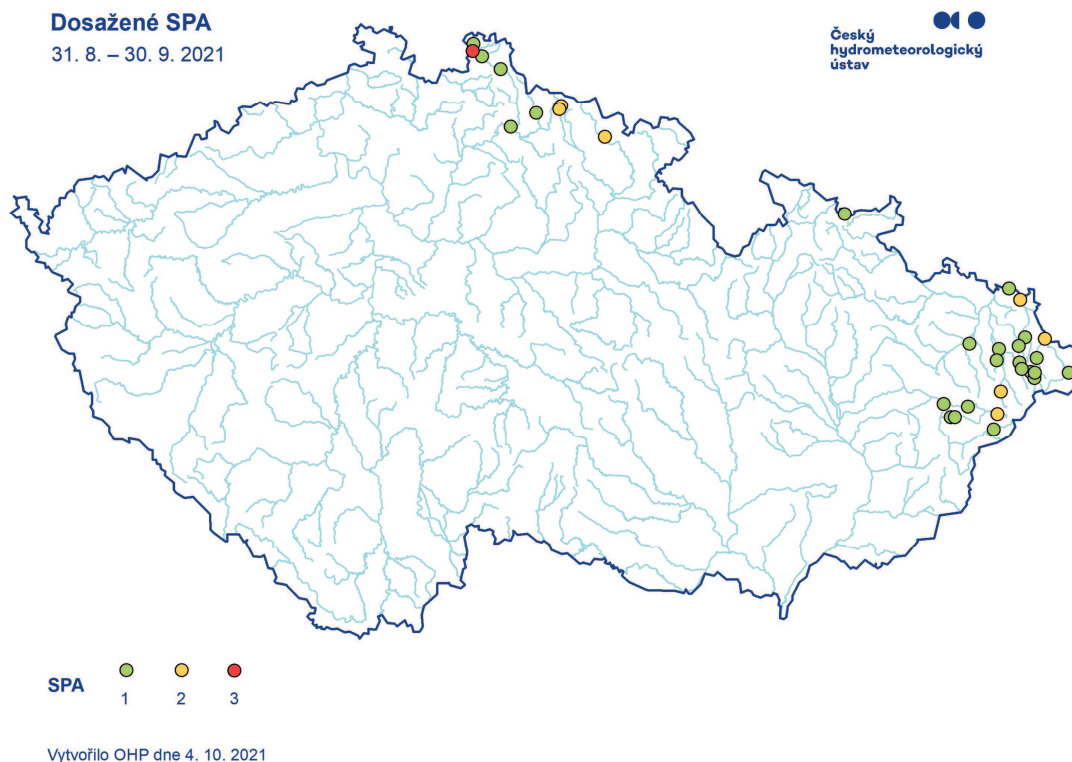 Dosažené SPA
31. 8. – 30. 9. 2021
Český
hydrometeorologický
ústav
SPA
1 2 3
Vytvořilo OHP dne 4. 10. 2021